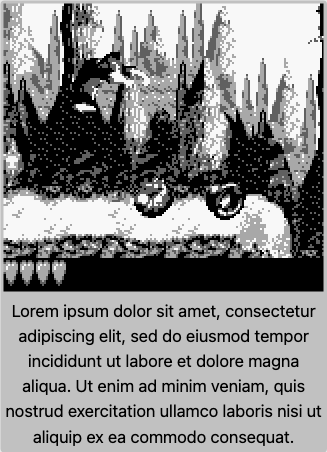 Lorem ipsum dolor sit amet, consectetur
adipiscing elit, sed do eiusmod tempor
incididunt ut labore et dolore magna
aliqua. Ut enim ad minim veniam, quis
nostrud exercitation ullamco laboris nisi ut
aliquip ex ea commodo consequat.